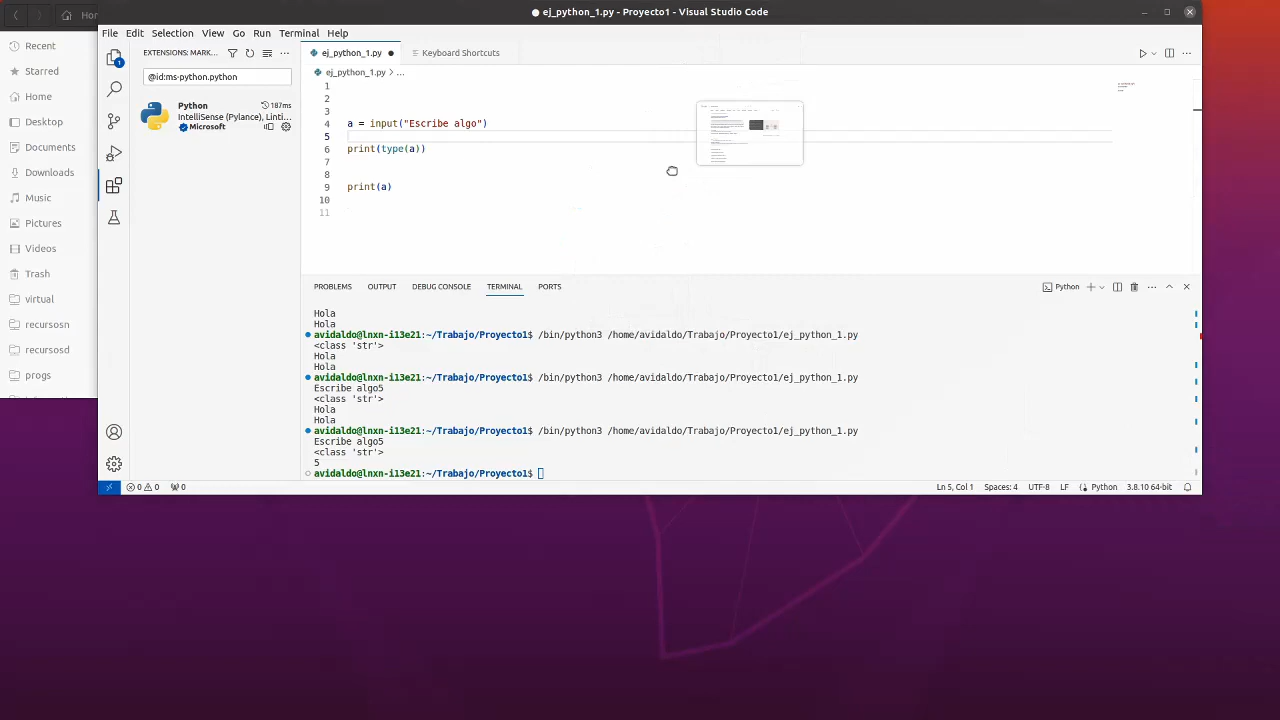 ej_python_1.py - Proyecto1 - Visual Studio Code
File Edit Selection View Go Run Terminal Help
Recent
Starred
Home
Desktop
Documents
Downloads
Music
Pictures
Videos
Trash
virtual
recursosn
recursosd
progs
EXTENSIONS: MARK...
@id:ms-python.python
Python 187ms
IntelliSense (Pylance), Linting...
Microsoft
ej_python_1.py Keyboard Shortcuts
ej_python_1.py > ...
1
2
3
4 a = input("Escribe algo")
5
6 print(type(a))
7
8
9 print(a)
10
11
PROBLEMS OUTPUT DEBUG CONSOLE TERMINAL PORTS Python
Hola
Hola
avidaldo@lnxn-i13e21:~/Trabajo/Proyecto1$ /bin/python3 /home/avidaldo/Trabajo/Proyecto1/ej_python_1.py
<class 'str'>
Hola
Hola
avidaldo@lnxn-i13e21:~/Trabajo/Proyecto1$ /bin/python3 /home/avidaldo/Trabajo/Proyecto1/ej_python_1.py
Escribe algo5
<class 'str'>
Hola
Hola
avidaldo@lnxn-i13e21:~/Trabajo/Proyecto1$ /bin/python3 /home/avidaldo/Trabajo/Proyecto1/ej_python_1.py
Escribe algo5
<class 'str'>
5
avidaldo@lnxn-i13e21:~/Trabajo/Proyecto1$
0 0 0 Ln 5, Col 1 Spaces: 4 UTF-8 LF Python 3.8.10 64-bit